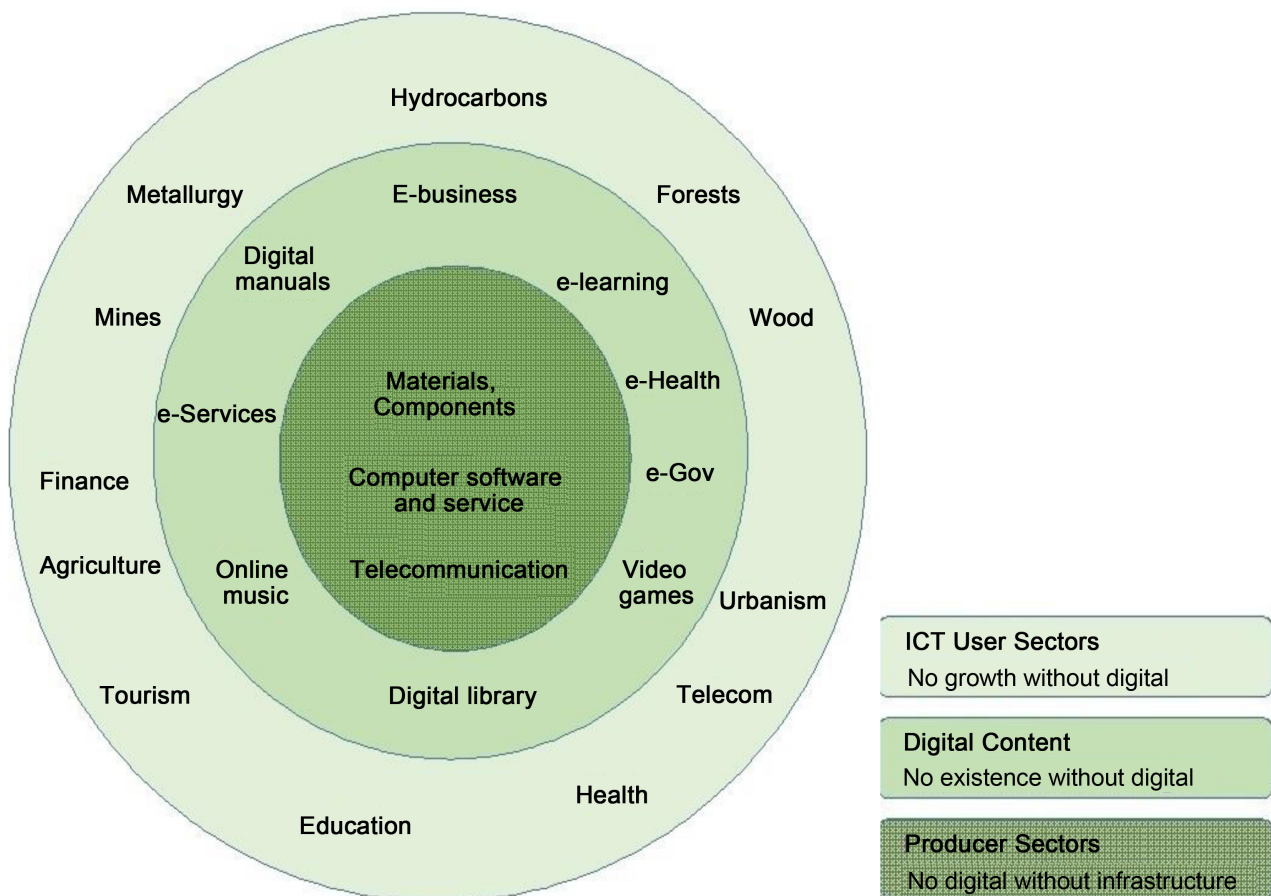 Hydrocarbons
Metallurgy
E-business
Forests
Digital
manuals
e-learning
Mines
Wood
Materials,
Components
e-Health
e-Services
Finance
Computer software
and service
e-Gov
Agriculture
Online
music
Telecommunication
Video
games
Urbanism
Tourism
Digital library
Telecom
Health
Education
ICT User Sectors
No growth without digital
Digital Content
No existence without digital
Producer Sectors
No digital without infrastructure